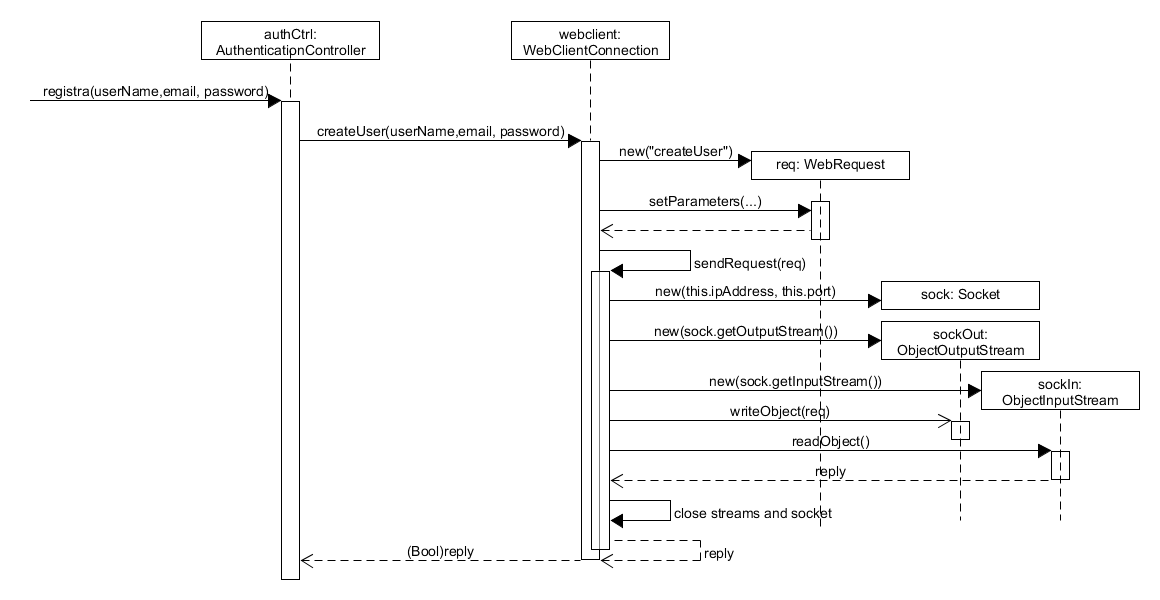 authCtrl:
AuthenticationController
webclient:
WebClientConnection
registra(userName,email, password)
createUser(userName,email, password)
new("createUser")
req: WebRequest
setParameters(...)
sendRequest(req)
new(this.ipAddress, this.port)
sock: Socket
new(sock.getOutputStream())
sockOut:
ObjectOutputStream
new(sock.getInputStream())
sockIn:
ObjectInputStream
writeObject(req)
readObject()
reply
close streams and socket
(Bool)reply
reply